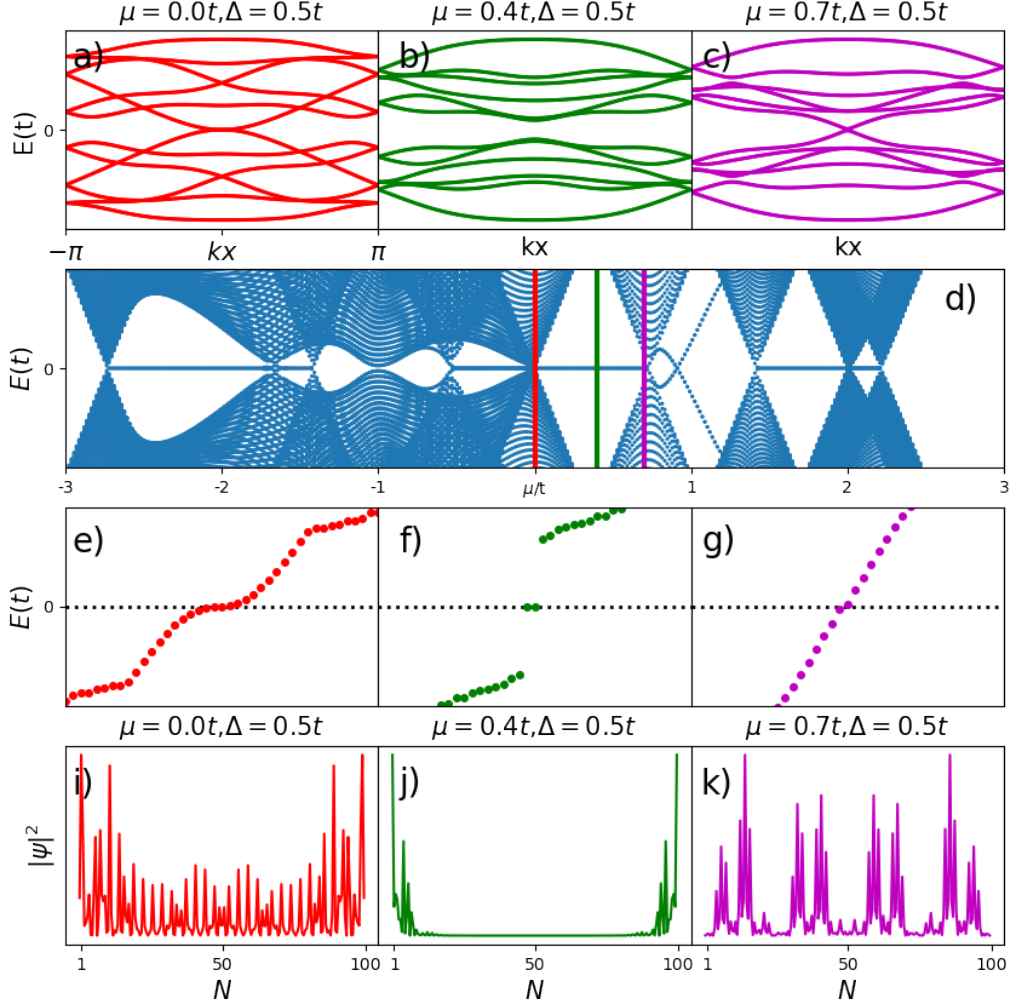 μ = 0.0t,Δ = 0.5t
μ = 0.4t,Δ = 0.5t
μ = 0.7t,Δ = 0.5t
a)
b)
c)
E(t)
0
−π
kx
π
kx
kx
d)
E(t)
0
-3
-2
-1
μ/t
1
2
3
e)
f)
g)
E(t)
0
μ = 0.0t,Δ = 0.5t
μ = 0.4t,Δ = 0.5t
μ = 0.7t,Δ = 0.5t
i)
j)
k)
|ψ|²
1
50
100
1
50
100
1
50
100
N
N
N